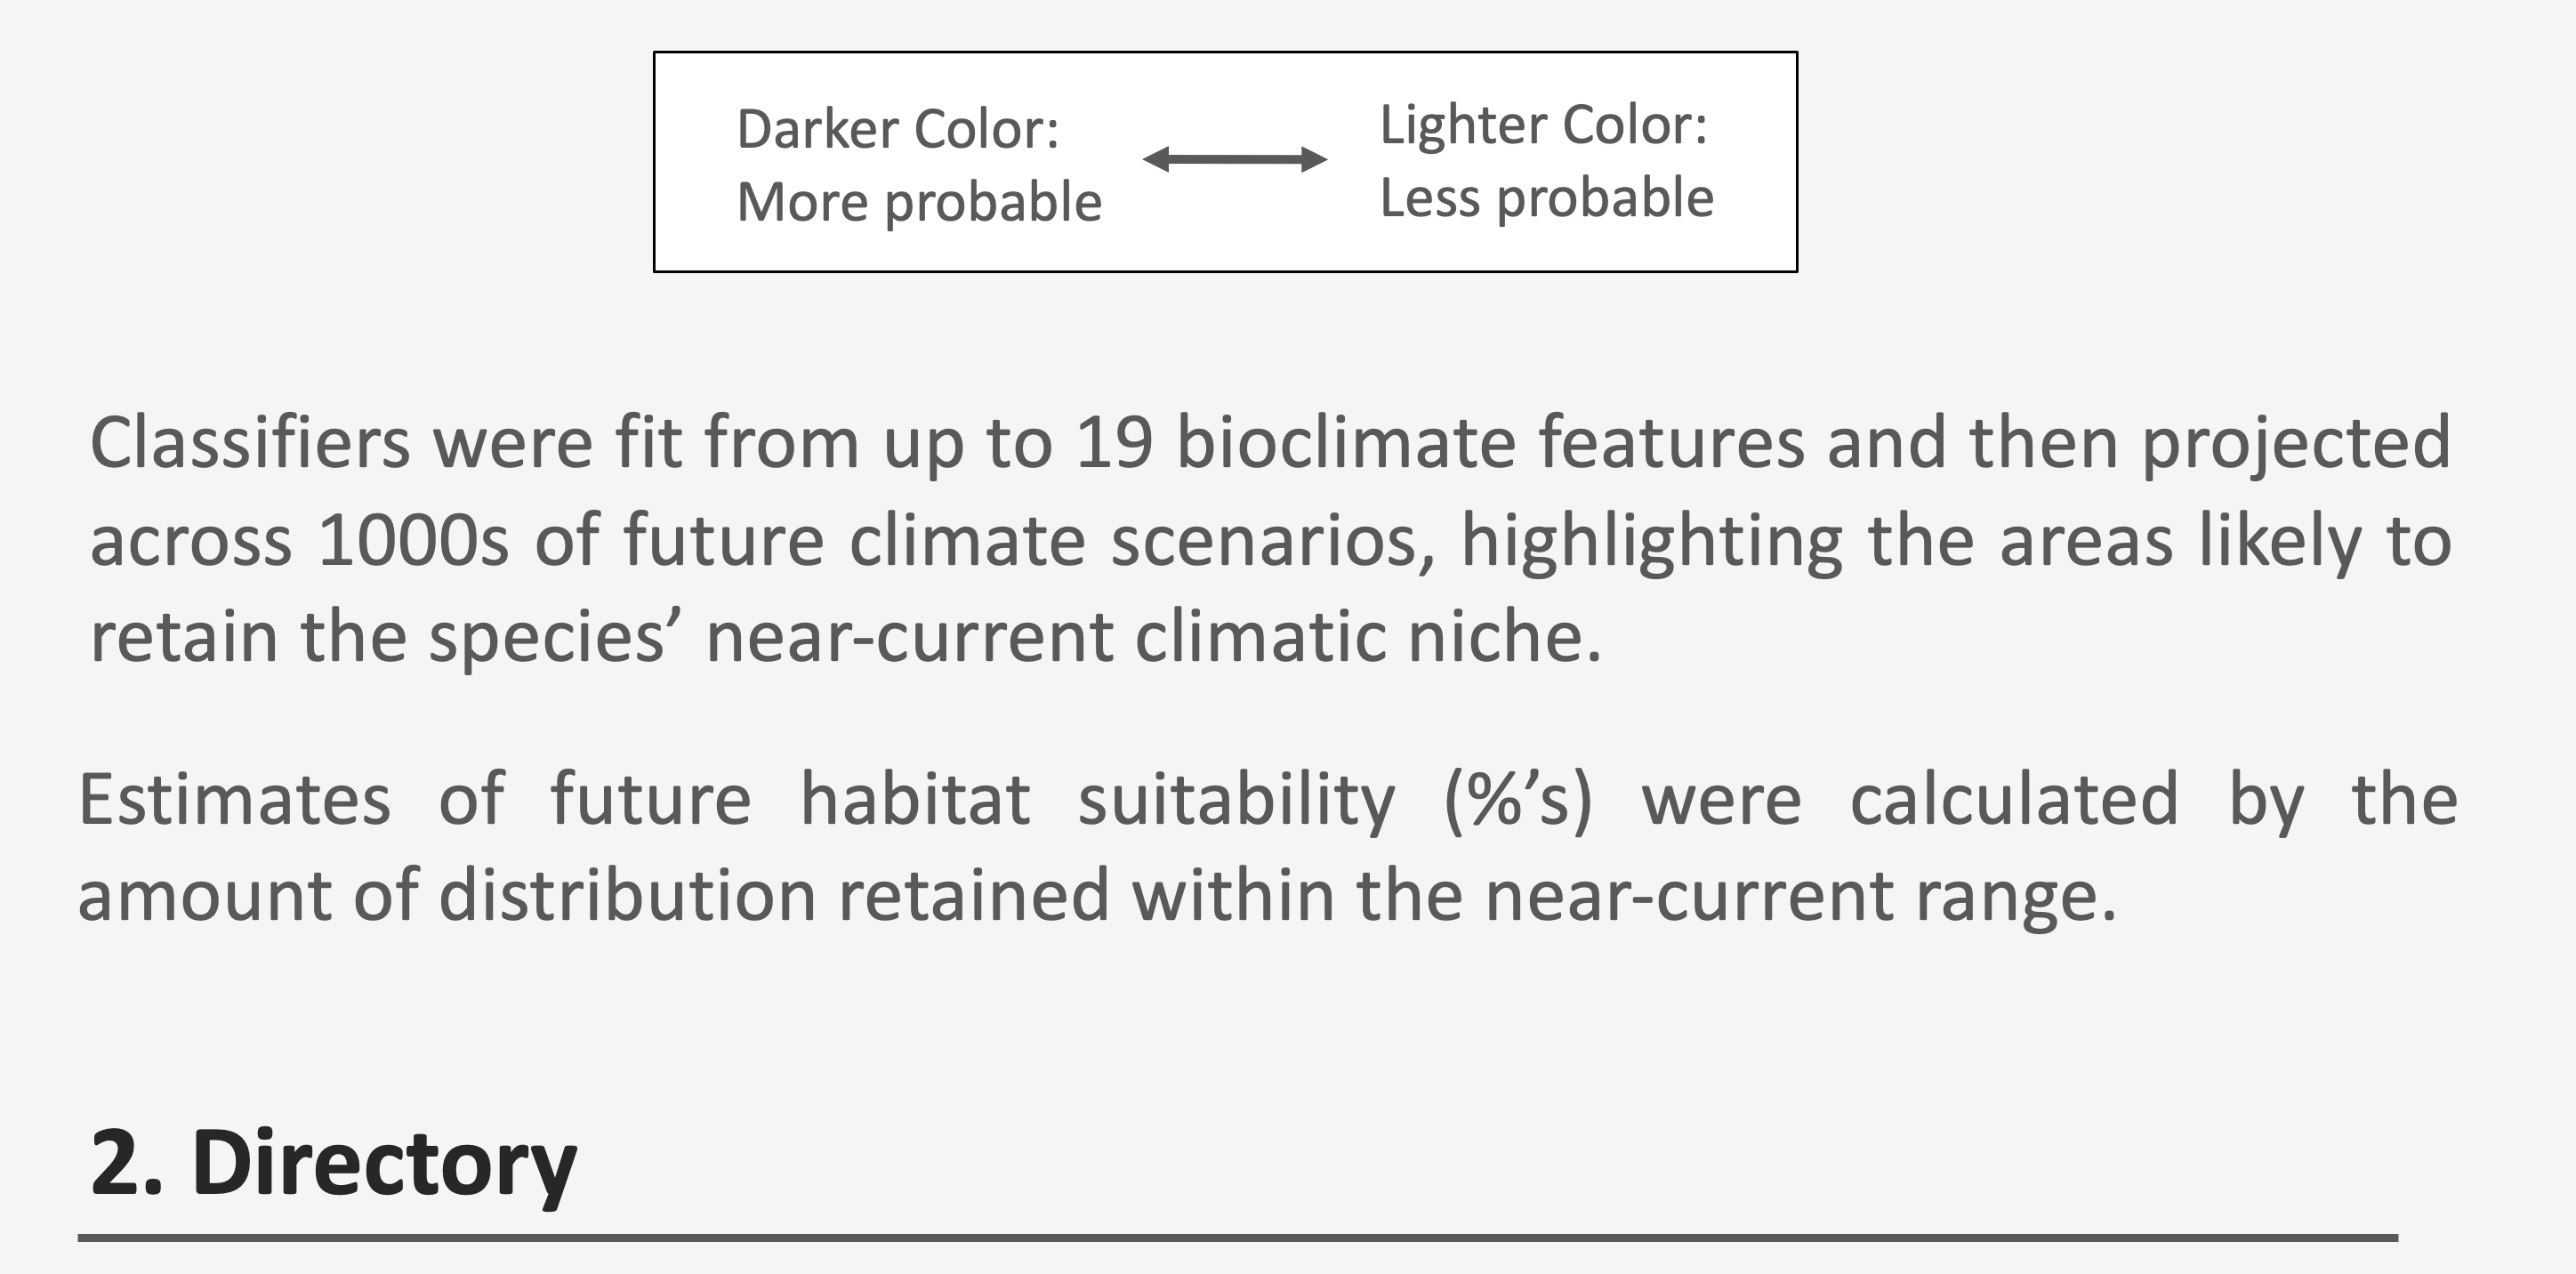 Darker Color:
More probable
Lighter Color:
Less probable
Classifiers were fit from up to 19 bioclimate features and then projected
across 1000s of future climate scenarios, highlighting the areas likely to
retain the species’ near-current climatic niche.
Estimates of future habitat suitability (%’s) were calculated by the
amount of distribution retained within the near-current range.
2. Directory